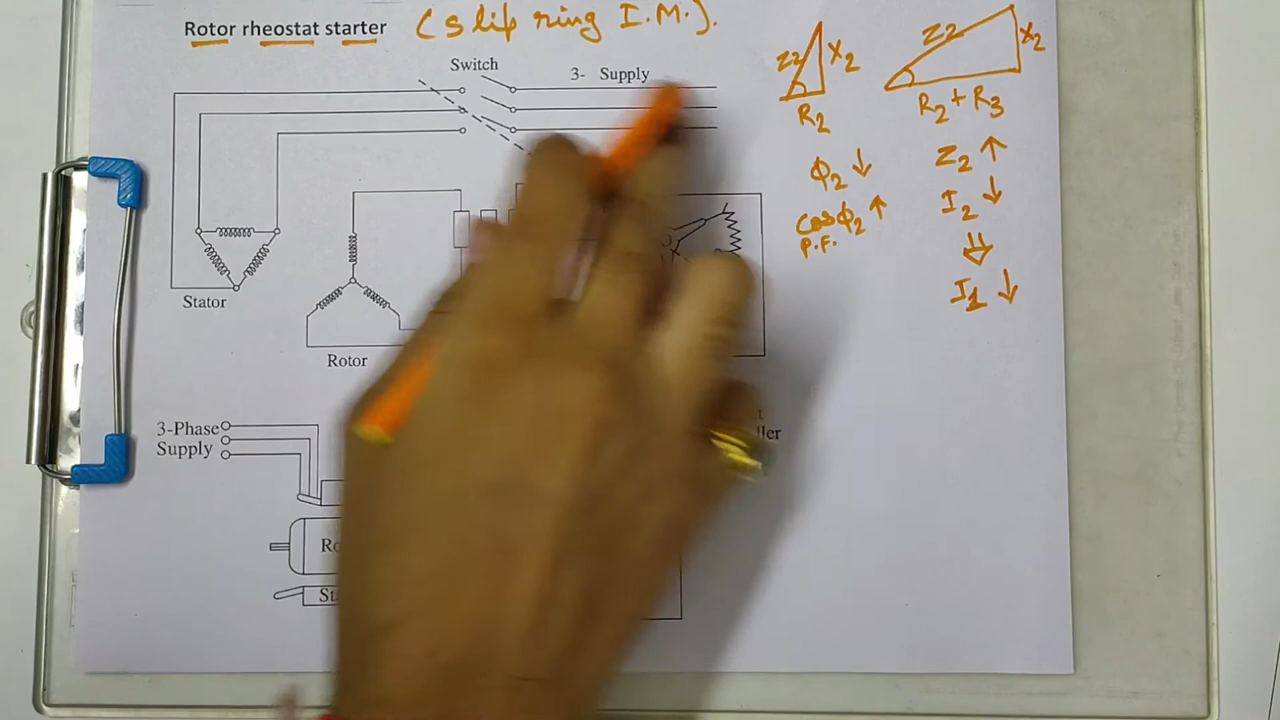 Rotor rheostat starter (slip ring I.M.).
Switch
3- Supply
Z2 X2
R2
Z2 X2
R2 + R3
Φ2 ↓
cosΦ2 ↑
P.F.
Z2 ↑
I2 ↓
⇓
I1 ↓
Stator
Rotor
3-Phase
Supply